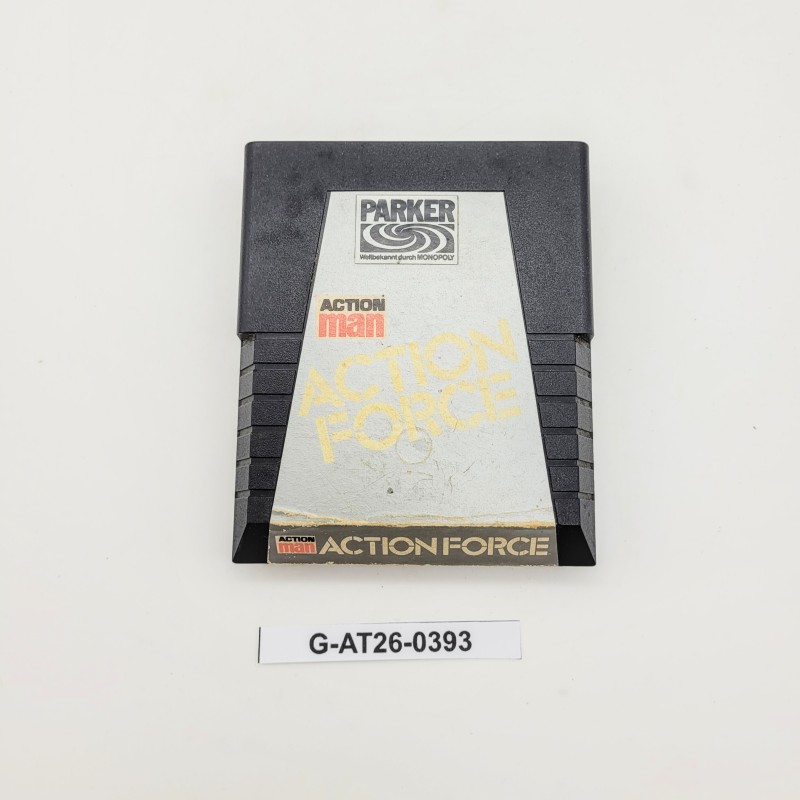 PARKER
Weltbekannt durch MONOPOLY
ACTION
man
ACTION
FORCE
ACTION
man
ACTION FORCE
G-AT26-0393